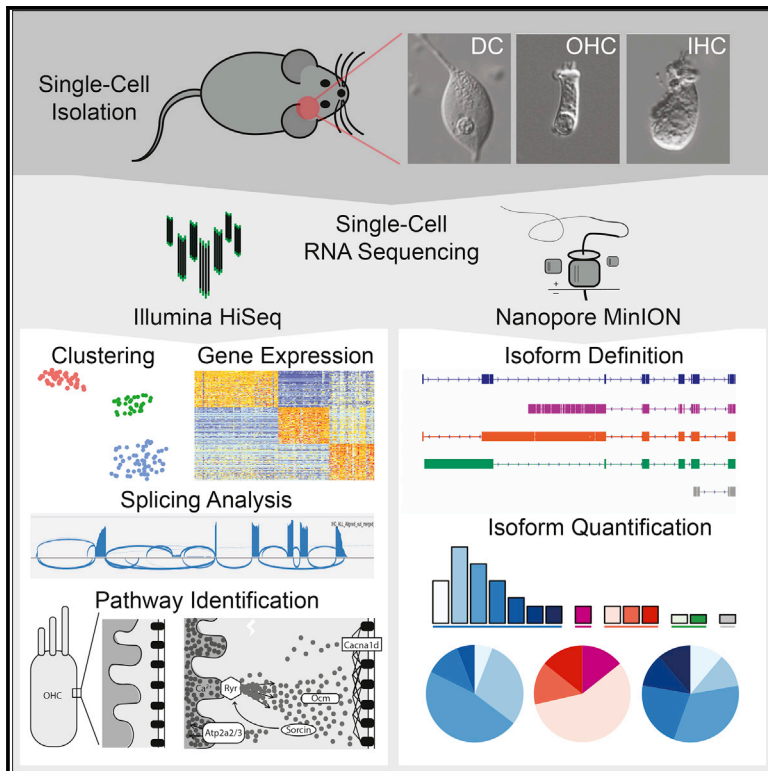 Single-Cell
Isolation
DC
OHC
IHC
Single-Cell
RNA Sequencing
Illumina HiSeq
Nanopore MinION
Clustering
Gene Expression
Splicing Analysis
Pathway Identification
OHC
Ryr
Cacna1d
Ocm
Sorcin
Atp2a2/3
Isoform Definition
Isoform Quantification
+
–